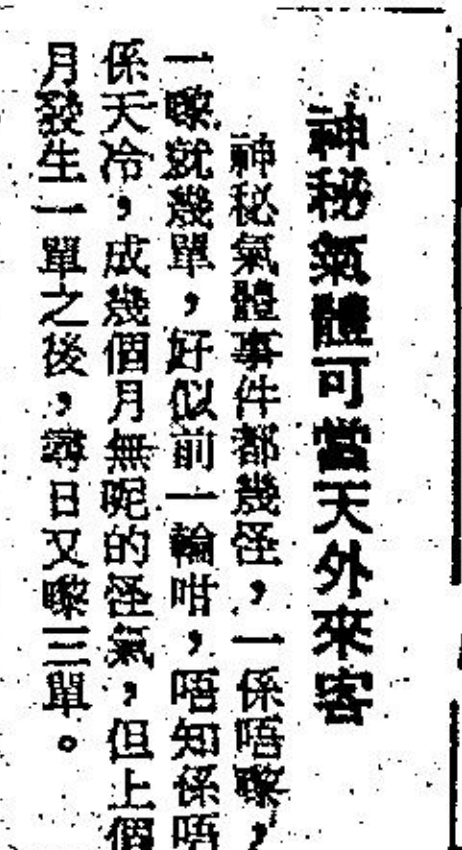 神秘氣體可當天外來客
神秘氣體事件都幾怪，一係唔嚟，
一嚟就幾單，好似前一輪咁，唔知係唔
係天冷，成幾個月無呢的怪氣，但上個
月發生一單之後，尋日又嚟三單。